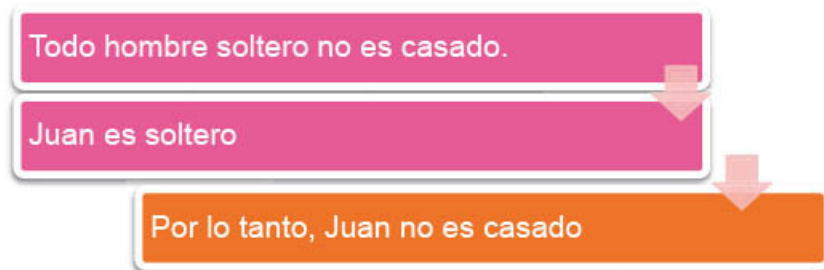 Todo hombre soltero no es casado.
Juan es soltero
Por lo tanto, Juan no es casado